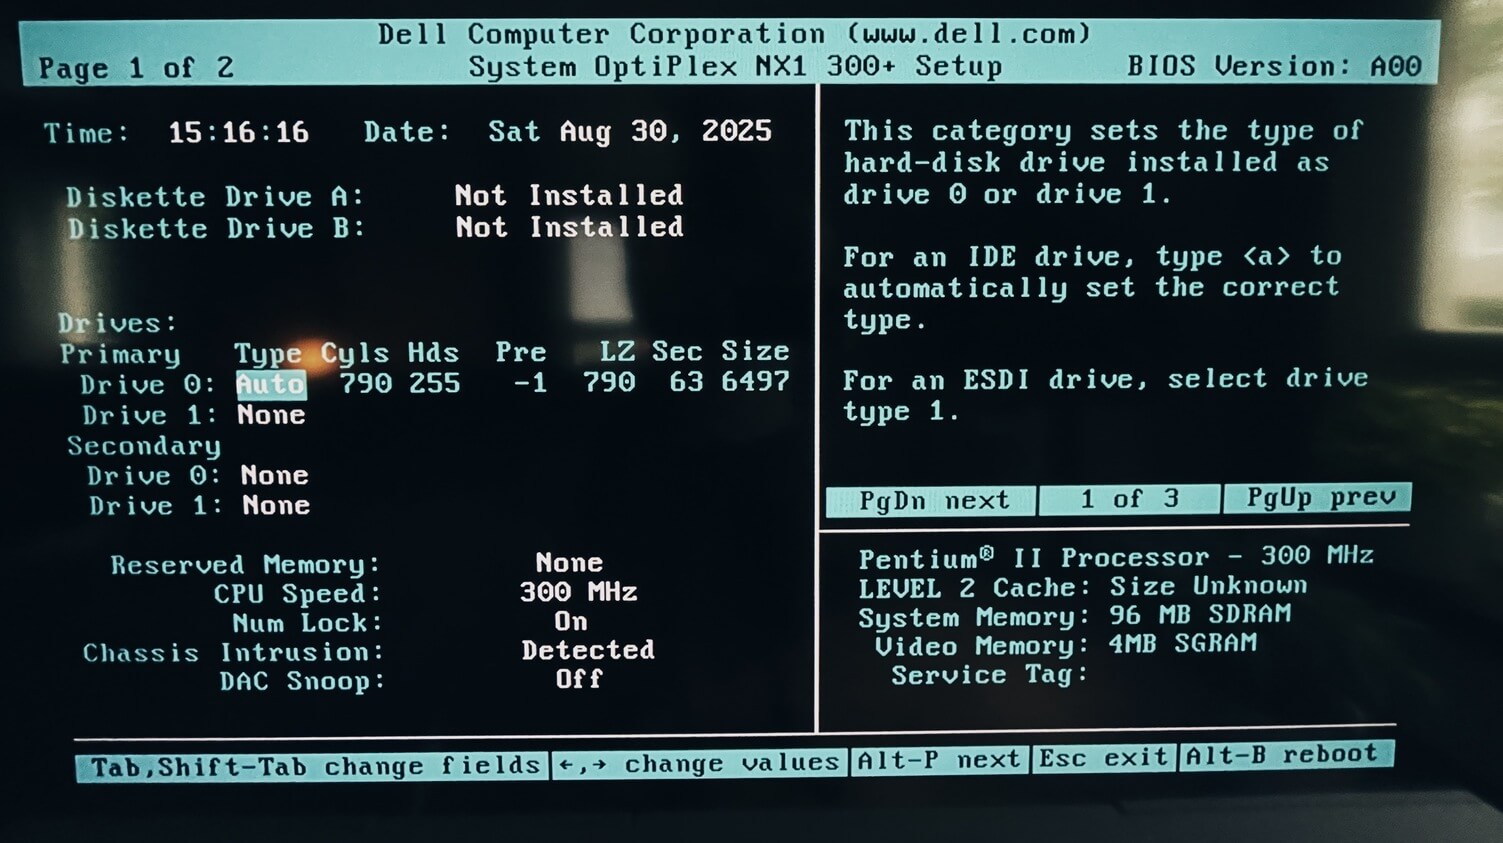 Dell Computer Corporation (www.dell.com)
Page 1 of 2 System OptiPlex NX1 300+ Setup BIOS Version: A00
Time: 15:16:16 Date: Sat Aug 30, 2025
Diskette Drive A: Not Installed
Diskette Drive B: Not Installed
Drives:
Primary Type Cyls Hds Pre LZ Sec Size
Drive 0: Auto 790 255 -1 790 63 6497
Drive 1: None
Secondary
Drive 0: None
Drive 1: None
Reserved Memory: None
CPU Speed: 300 MHz
Num Lock: On
Chassis Intrusion: Detected
DAC Snoop: Off
This category sets the type of
hard-disk drive installed as
drive 0 or drive 1.
For an IDE drive, type <a> to
automatically set the correct
type.
For an ESDI drive, select drive
type 1.
PgDn next 1 of 3 PgUp prev
Pentium® II Processor - 300 MHz
LEVEL 2 Cache: Size Unknown
System Memory: 96 MB SDRAM
Video Memory: 4MB SGRAM
Service Tag:
Tab,Shift-Tab change fields ←,→ change values Alt-P next Esc exit Alt-B reboot